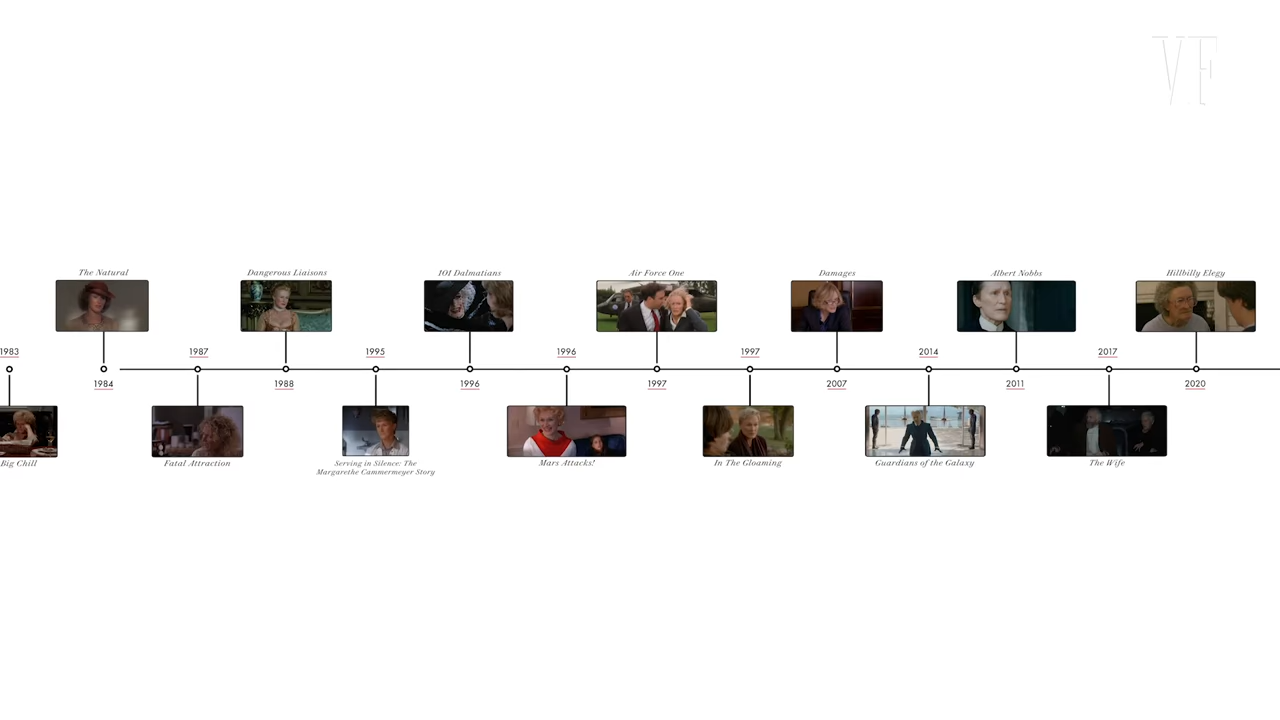 VF
The Natural
Dangerous Liaisons
101 Dalmatians
Air Force One
Damages
Albert Nobbs
Hillbilly Elegy
1983
1987
1995
1996
1997
2014
2017
1984
1988
1996
1997
2007
2011
2020
Big Chill
Fatal Attraction
Serving in Silence: The
Margarethe Cammermeyer Story
Mars Attacks!
In The Gloaming
Guardians of the Galaxy
The Wife